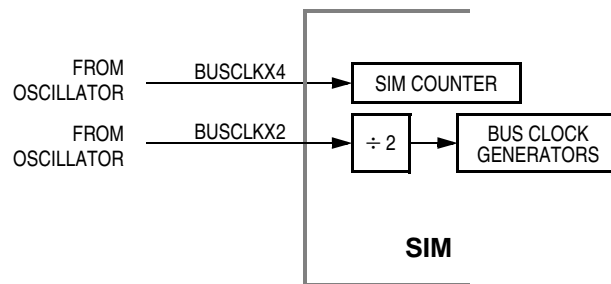 FROM
OSCILLATOR
BUSCLKX4
SIM COUNTER
FROM
OSCILLATOR
BUSCLKX2
÷ 2
BUS CLOCK
GENERATORS
SIM